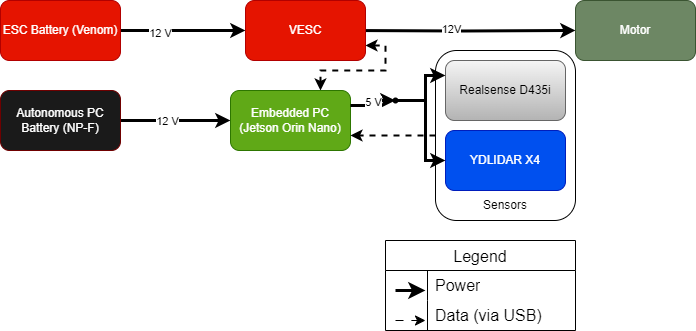 ESC Battery (Venom)
12 V
VESC
12V
Motor
Autonomous PC
Battery (NP-F)
12 V
Embedded PC
(Jetson Orin Nano)
5 V
Realsense D435i
YDLIDAR X4
Sensors
Legend
Power
Data (via USB)